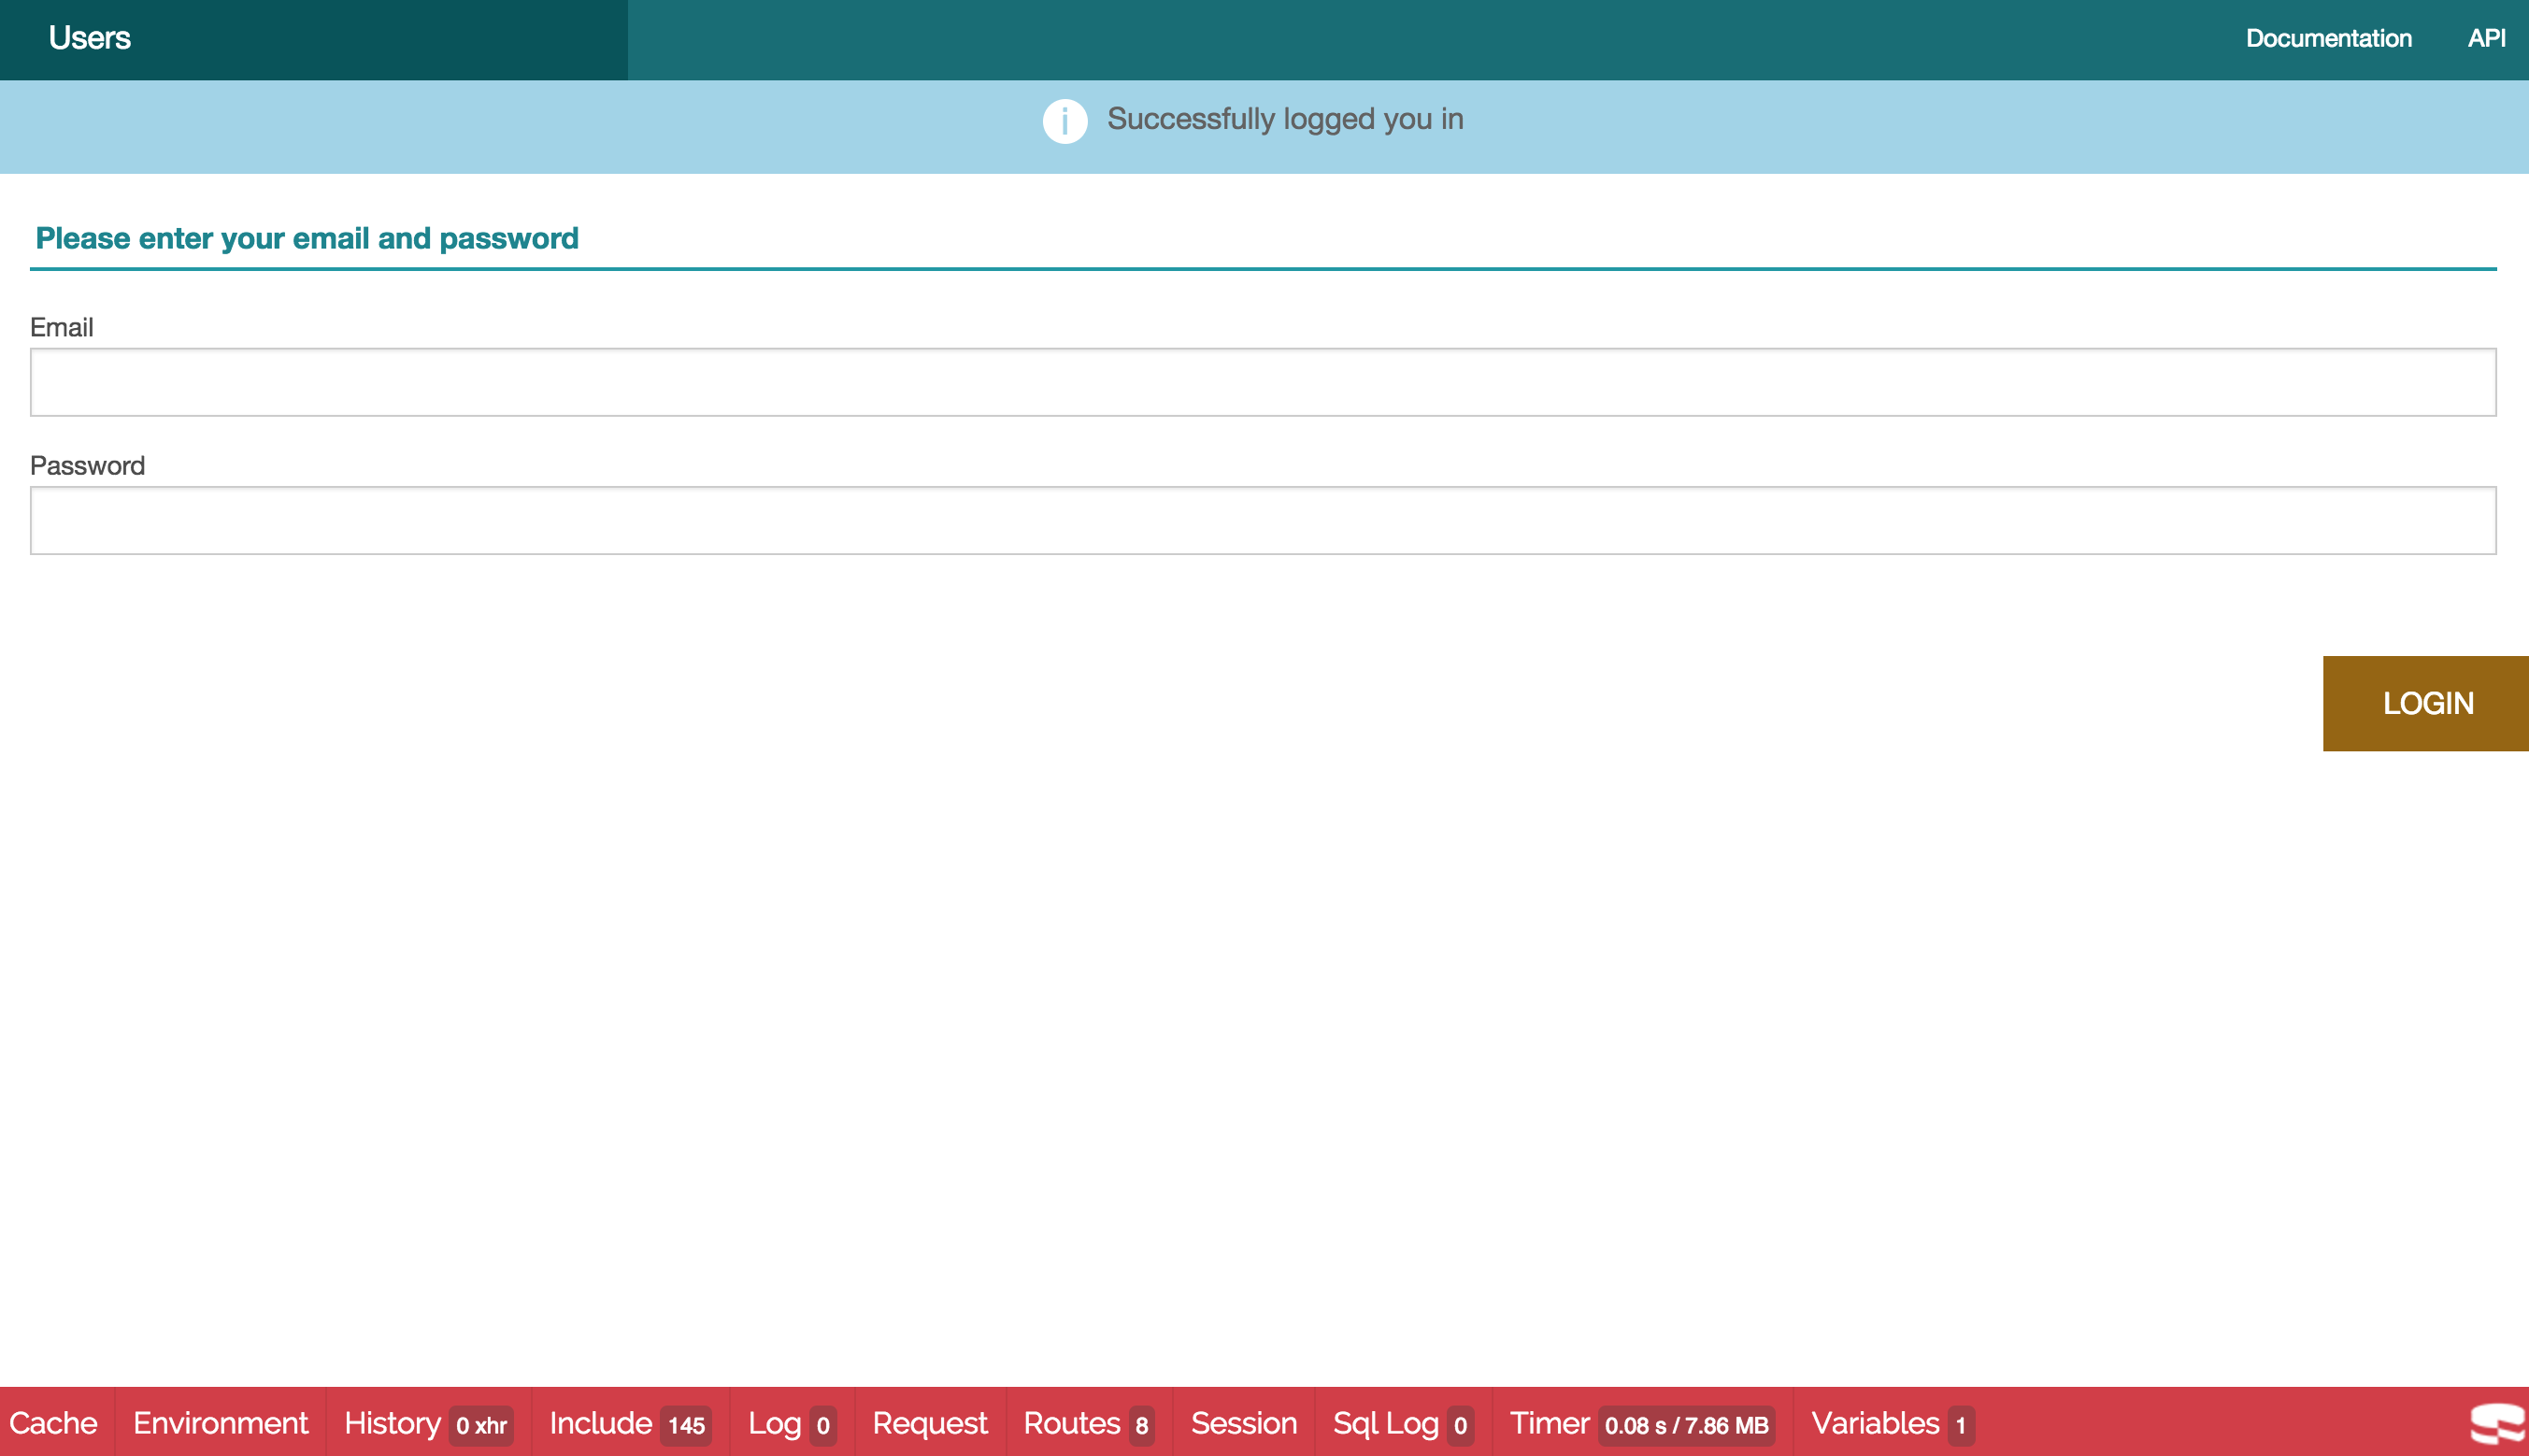 Users Documentation API
Successfully logged you in
Please enter your email and password
Email
Password
LOGIN
Cache Environment History 0 xhr Include 145 Log 0 Request Routes 8 Session Sql Log 0 Timer 0.08 s / 7.86 MB Variables 1